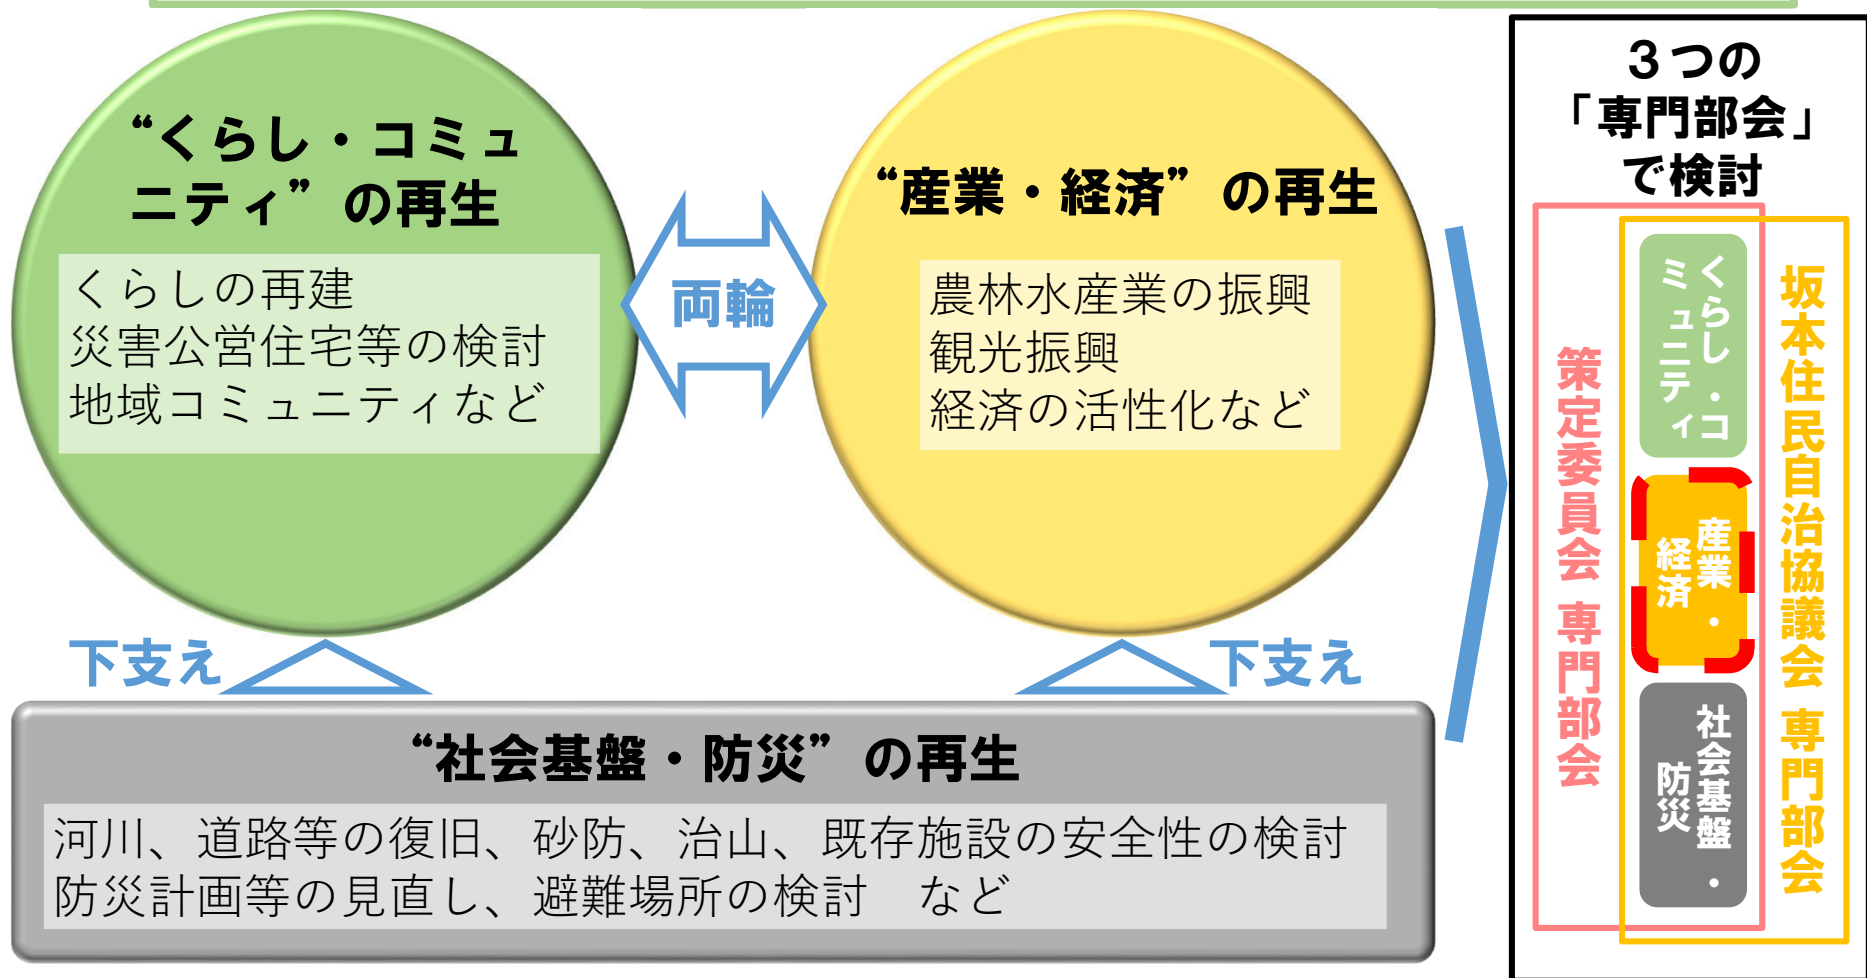 “くらし・コミュ
ニティ”の再生
くらしの再建
災害公営住宅等の検討
地域コミュニティなど
両輪
“産業・経済”の再生
農林水産業の振興
観光振興
経済の活性化など
下支え
下支え
“社会基盤・防災”の再生
河川、道路等の復旧、砂防、治山、既存施設の安全性の検討
防災計画等の見直し、避難場所の検討　など
３つの
「専門部会」
で検討
策定委員会 専門部会
くらし・コ
ミュニティ
産業・
経済
社会基盤・
防災
坂本住民自治協議会 専門部会